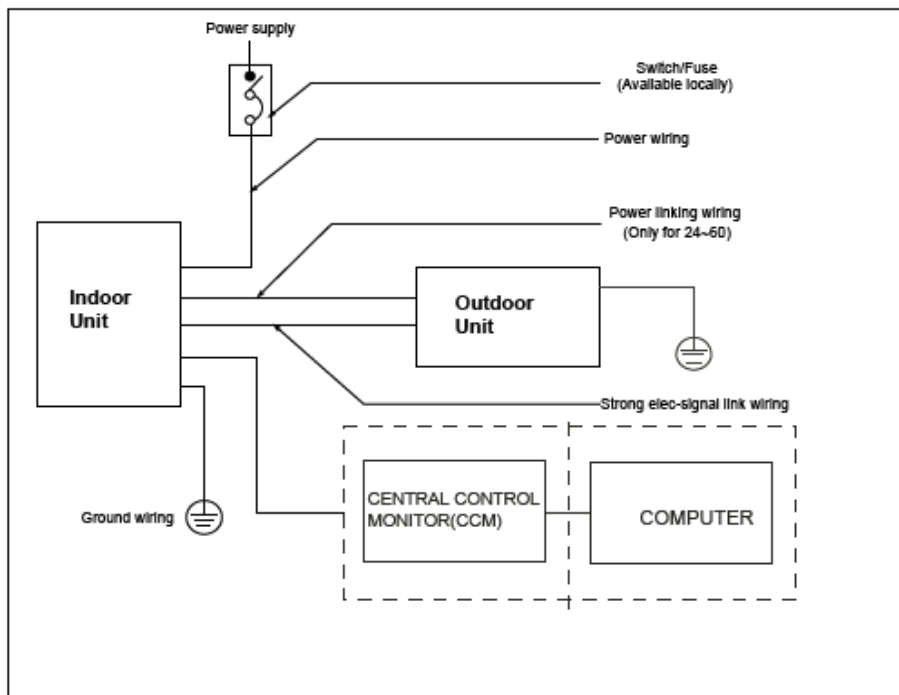 Power supply
Switch/Fuse
(Available locally)
Power wiring
Power linking wiring
(Only for 24~60)
Indoor
Unit
Outdoor
Unit
Strong elec-signal link wiring
CENTRAL CONTROL
MONITOR(CCM)
COMPUTER
Ground wiring